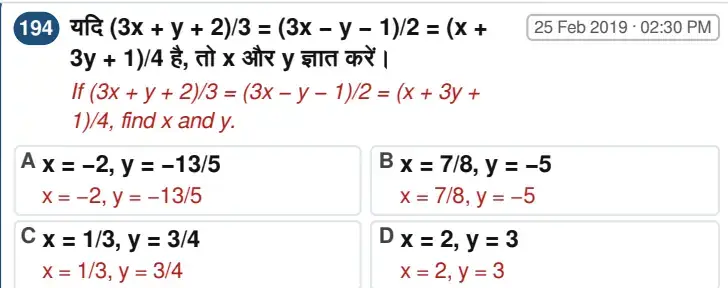 194 यदि (3x + y + 2)/3 = (3x − y − 1)/2 = (x + 25 Feb 2019 · 02:30 PM
3y + 1)/4 है, तो x और y ज्ञात करें।
If (3x + y + 2)/3 = (3x − y − 1)/2 = (x + 3y +
1)/4, find x and y.
A x = −2, y = −13/5
x = −2, y = −13/5
B x = 7/8, y = −5
x = 7/8, y = −5
C x = 1/3, y = 3/4
x = 1/3, y = 3/4
D x = 2, y = 3
x = 2, y = 3